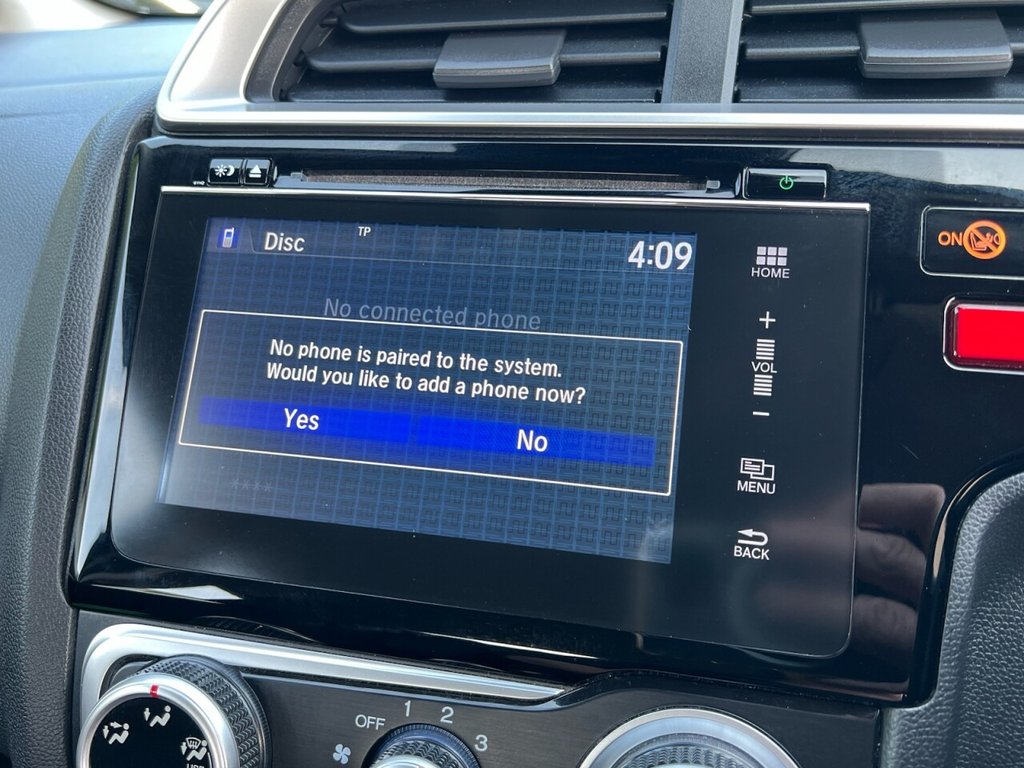 Disc
TP
4:09
No connected phone
No phone is paired to the system.
Would you like to add a phone now?
Yes
No
****
HOME
+
VOL
−
MENU
BACK
ON
OFF
1
2
3